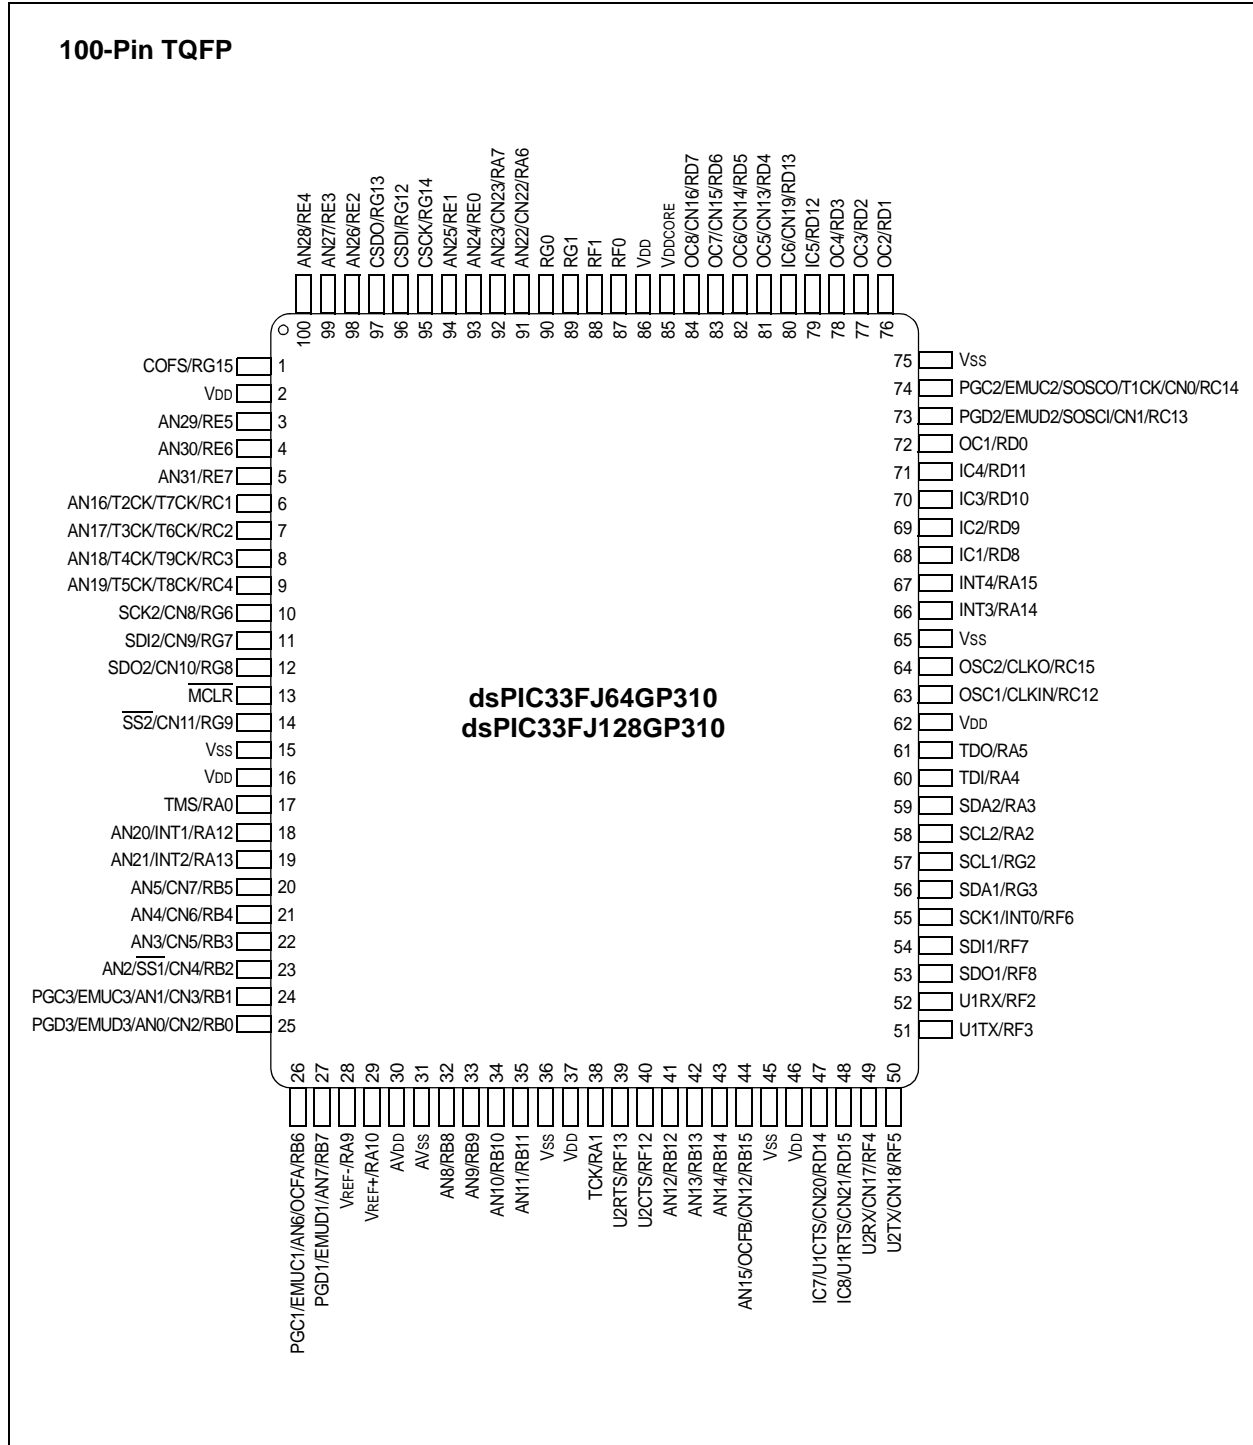 100-Pin TQFP
AN28/RE4
AN27/RE3
AN26/RE2
CSDO/RG13
CSDI/RG12
CSCK/RG14
AN25/RE1
AN24/RE0
AN23/CN23/RA7
AN22/CN22/RA6
RG0
RG1
RF1
RF0
VDD
VDDCORE
OC8/CN16/RD7
OC7/CN15/RD6
OC6/CN14/RD5
OC5/CN13/RD4
IC6/CN19/RD13
IC5/RD12
OC4/RD3
OC3/RD2
OC2/RD1
100
99
98
97
96
95
94
93
92
91
90
89
88
87
86
85
84
83
82
81
80
79
78
77
76
COFS/RG15 1
VDD 2
AN29/RE5 3
AN30/RE6 4
AN31/RE7 5
AN16/T2CK/T7CK/RC1 6
AN17/T3CK/T6CK/RC2 7
AN18/T4CK/T9CK/RC3 8
AN19/T5CK/T8CK/RC4 9
SCK2/CN8/RG6 10
SDI2/CN9/RG7 11
SDO2/CN10/RG8 12
MCLR 13
SS2/CN11/RG9 14
VSS 15
VDD 16
TMS/RA0 17
AN20/INT1/RA12 18
AN21/INT2/RA13 19
AN5/CN7/RB5 20
AN4/CN6/RB4 21
AN3/CN5/RB3 22
AN2/SS1/CN4/RB2 23
PGC3/EMUC3/AN1/CN3/RB1 24
PGD3/EMUD3/AN0/CN2/RB0 25
dsPIC33FJ64GP310
dsPIC33FJ128GP310
75 VSS
74 PGC2/EMUC2/SOSCO/T1CK/CN0/RC14
73 PGD2/EMUD2/SOSCI/CN1/RC13
72 OC1/RD0
71 IC4/RD11
70 IC3/RD10
69 IC2/RD9
68 IC1/RD8
67 INT4/RA15
66 INT3/RA14
65 VSS
64 OSC2/CLKO/RC15
63 OSC1/CLKIN/RC12
62 VDD
61 TDO/RA5
60 TDI/RA4
59 SDA2/RA3
58 SCL2/RA2
57 SCL1/RG2
56 SDA1/RG3
55 SCK1/INT0/RF6
54 SDI1/RF7
53 SDO1/RF8
52 U1RX/RF2
51 U1TX/RF3
26
27
28
29
30
31
32
33
34
35
36
37
38
39
40
41
42
43
44
45
46
47
48
49
50
PGC1/EMUC1/AN6/OCFA/RB6
PGD1/EMUD1/AN7/RB7
VREF-/RA9
VREF+/RA10
AVDD
AVSS
AN8/RB8
AN9/RB9
AN10/RB10
AN11/RB11
VSS
VDD
TCK/RA1
U2RTS/RF13
U2CTS/RF12
AN12/RB12
AN13/RB13
AN14/RB14
AN15/OCFB/CN12/RB15
VSS
VDD
IC7/U1CTS/CN20/RD14
IC8/U1RTS/CN21/RD15
U2RX/CN17/RF4
U2TX/CN18/RF5